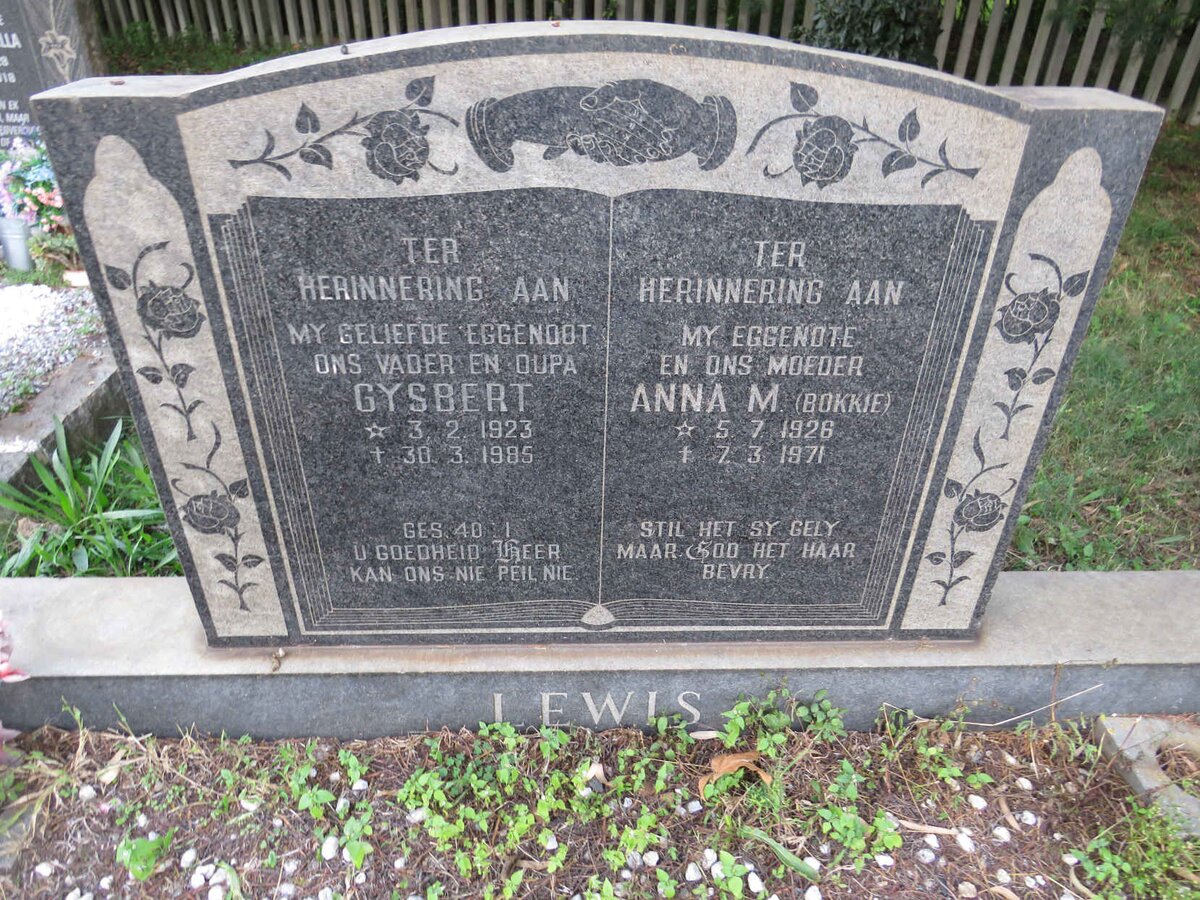 TER
HERINNERING AAN
MY GELIEFDE EGGENOOT
ONS VADER EN OUPA
GYSBERT
☆ 3. 2. 1923
† 30. 3. 1985
GES. 40 : 1
U GOEDHEID HEER
KAN ONS NIE PEIL NIE
TER
HERINNERING AAN
MY EGGENOTE
EN ONS MOEDER
ANNA M. (BOKKIE)
☆ 5. 7. 1926
† 7. 3. 1971
STIL HET SY GELY
MAAR GOD HET HAAR
BEVRY.
LEWIS
LLA
MAAR